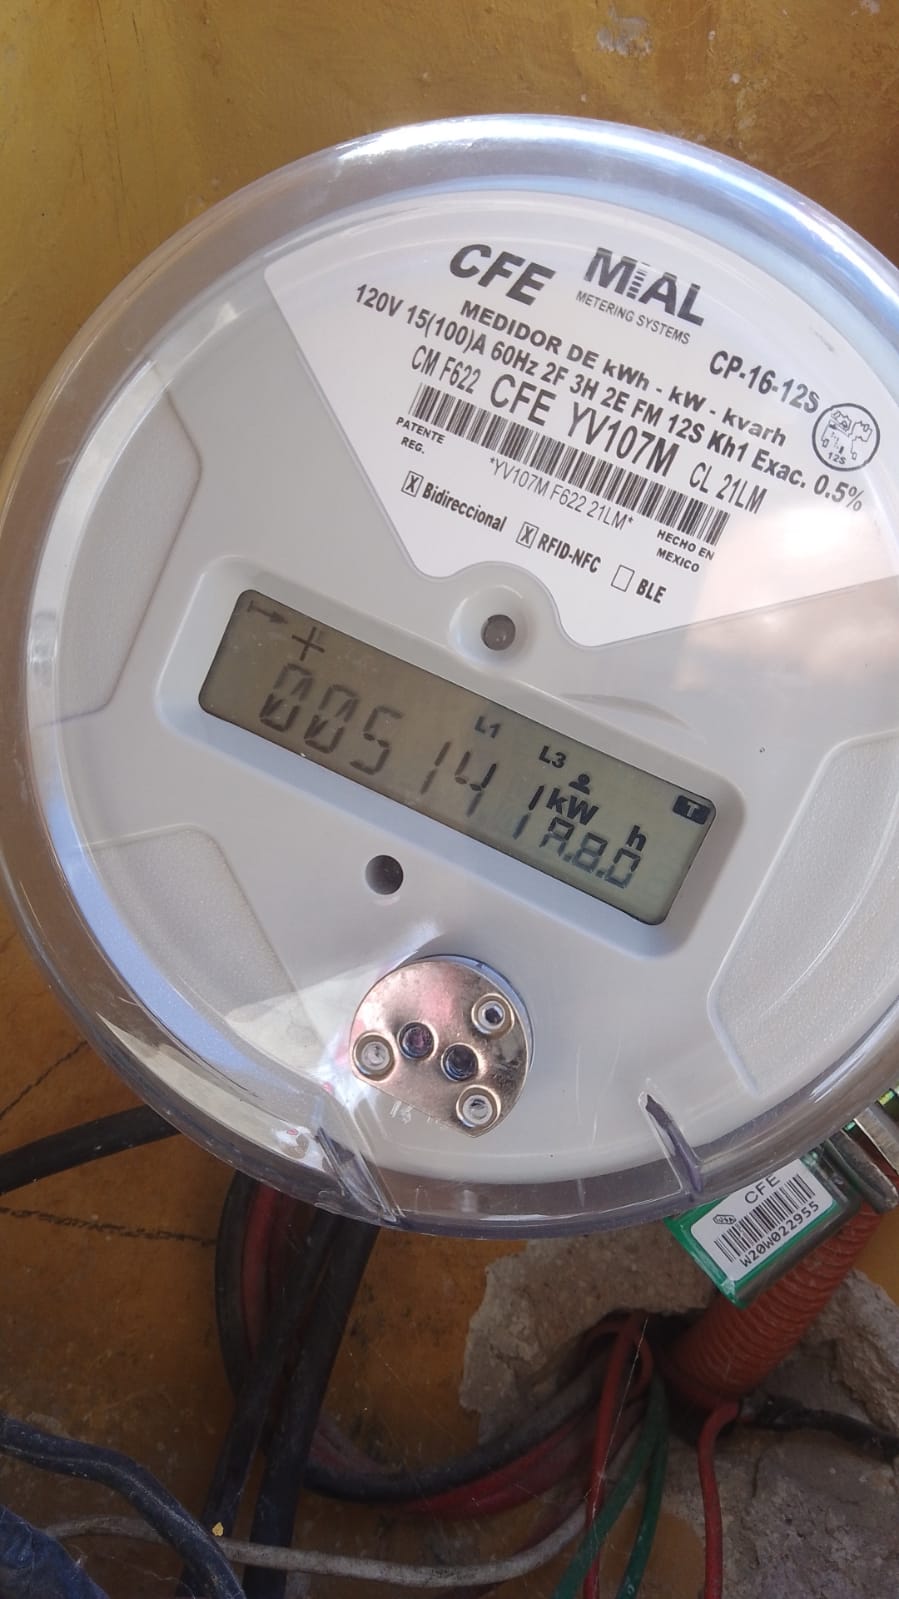 CFE MIAL
METERING SYSTEMS
CP-16-12S
MEDIDOR DE kWh - kW - kvarh
120V 15(100)A 60Hz 2F 3H 2E FM 12S Kh1 Exac. 0.5%
12S
CM F622 CFE YV107M CL 21LM
PATENTE
REG.
*YV107M F622 21LM*
HECHO EN
MEXICO
X Bidireccional X RFID-NFC BLE
+
L1 L3 T
005141 kW h
A.8.0
CFE
W20W022955